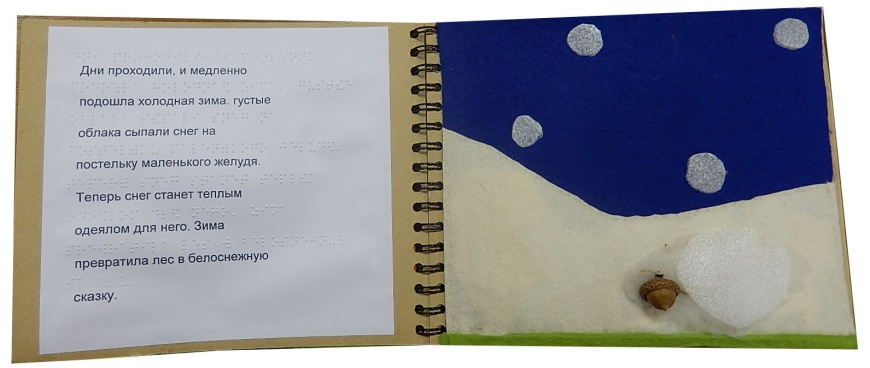 Дни проходили, и медленно
подошла холодная зима. густые
облака сыпали снег на
постельку маленького желудя.
Теперь снег станет теплым
одеялом для него. Зима
превратила лес в белоснежную
сказку.